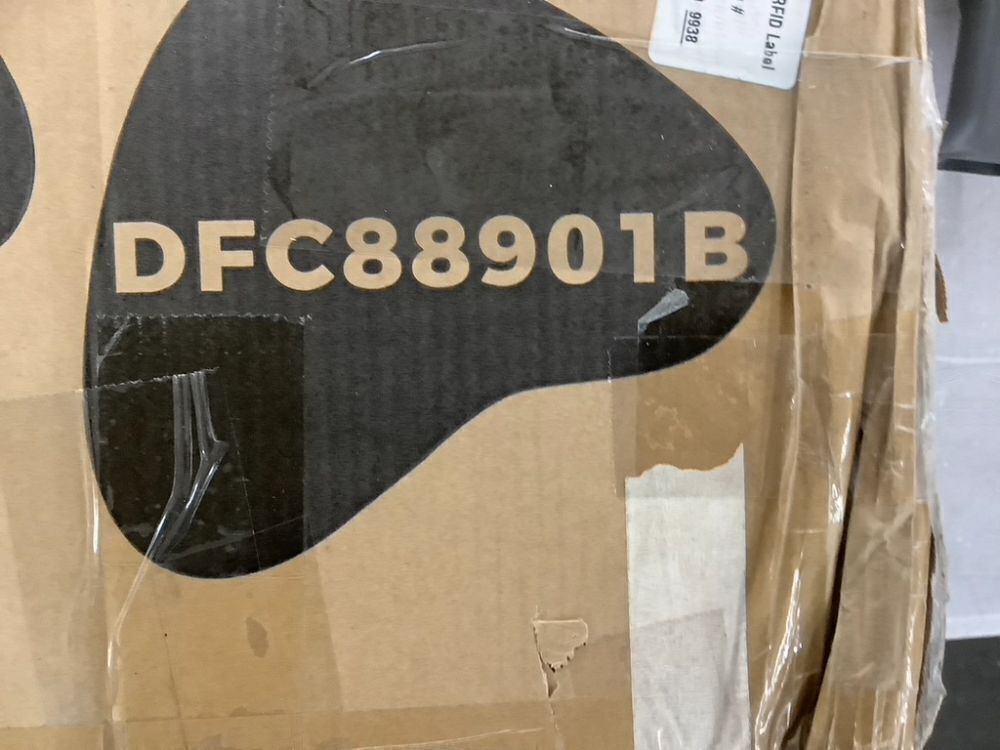 RFID Label
#
9938
DFC88901B